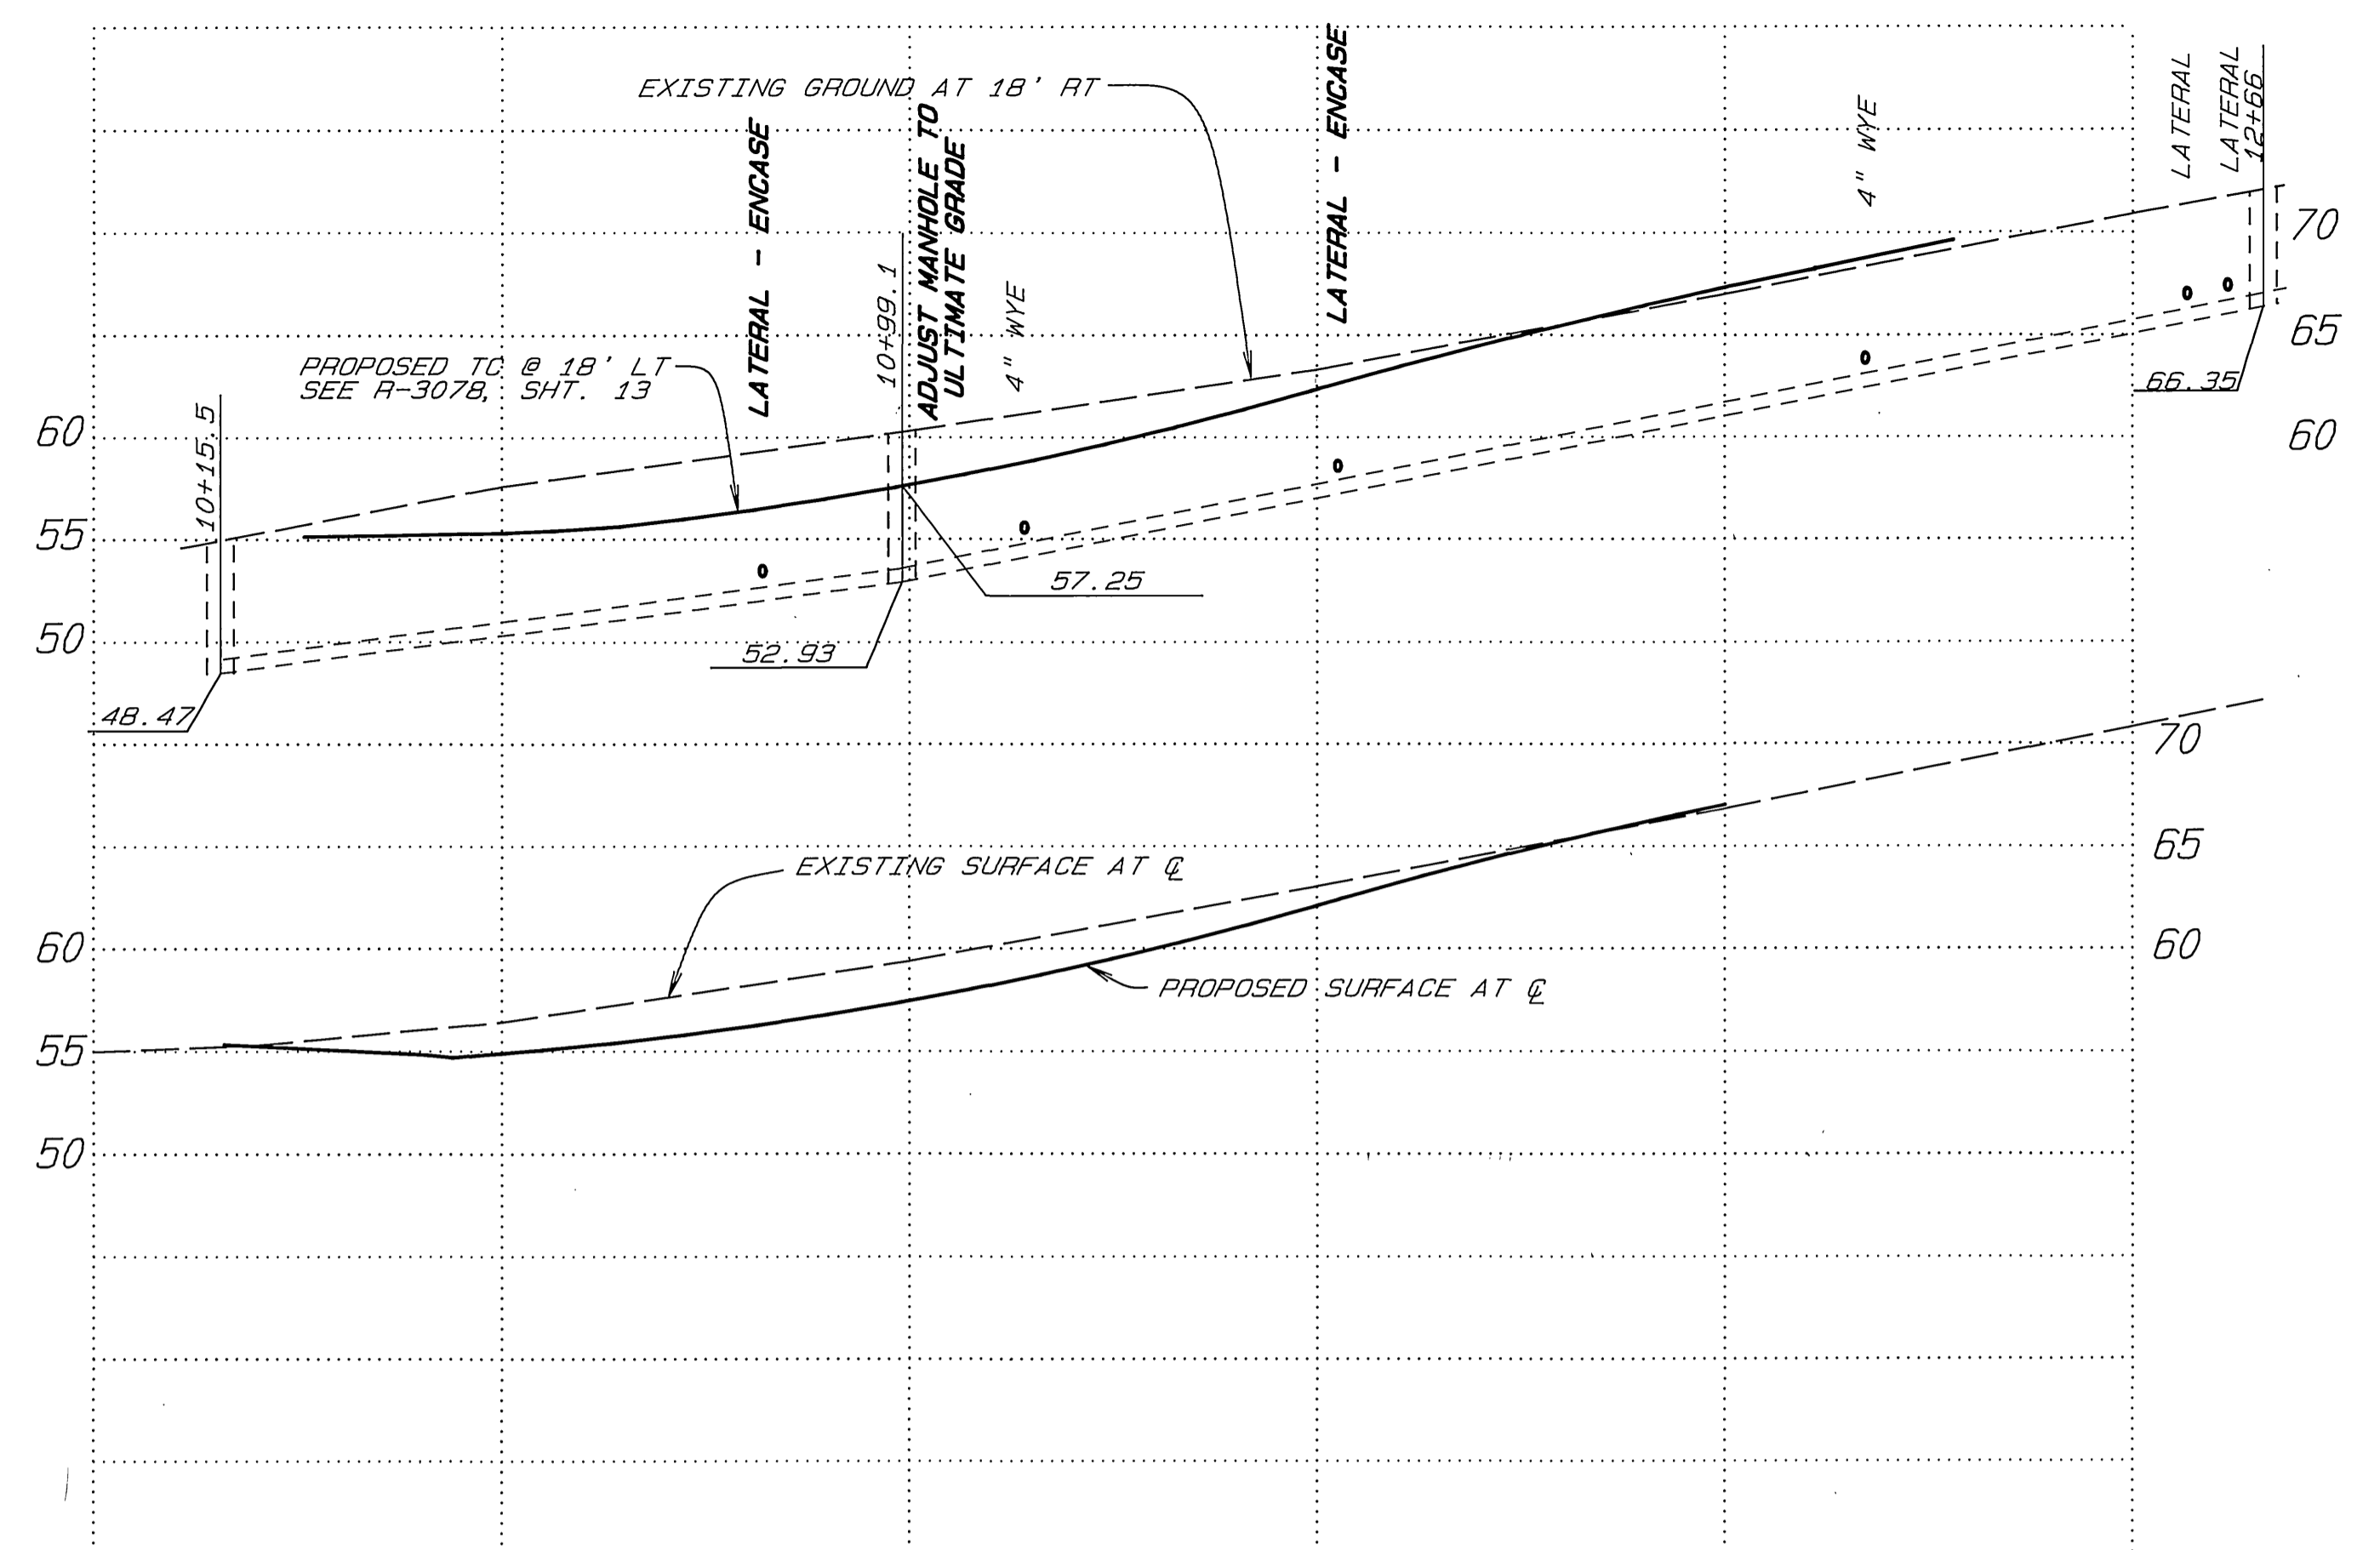 EXISTING GROUND AT 18' RT
LATERAL - ENCASE
LATERAL - ENCASE
ADJUST MANHOLE TO
ULTIMATE GRADE
4" WYE
4" WYE
LATERAL
LATERAL
12+66
10+99.1
10+15.5
PROPOSED TC @ 18' LT
SEE R-3078, SHT. 13
70
65
60
60
55
50
66.35
57.25
52.93
48.47
70
65
60
EXISTING SURFACE AT ℄
PROPOSED SURFACE AT ℄
60
55
50